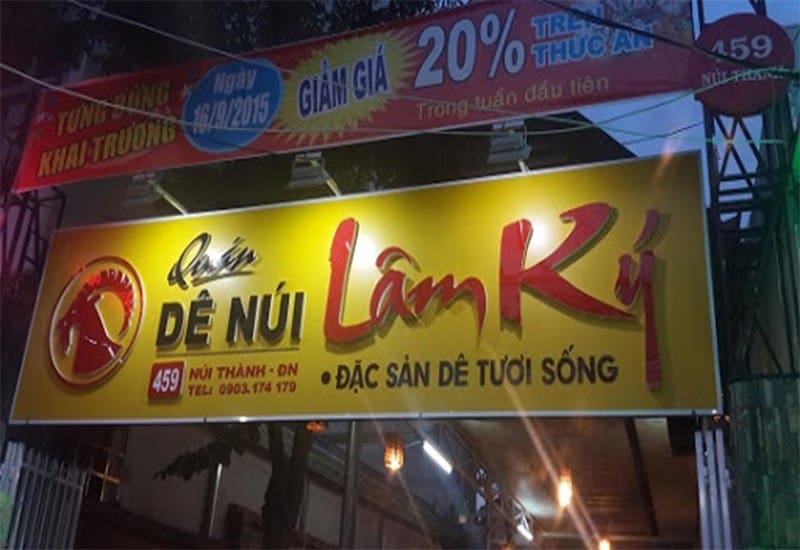 TƯNG BỪNG
KHAI TRƯƠNG
Ngày
16/9/2015
GIẢM GIÁ
20%
TRÊN
THỨC ĂN
Trong tuần đầu tiên
459
NÚI THÀNH
Quán
DÊ NÚI
Lâm Ký
459
NÚI THÀNH - ĐN
TEL: 0903.174 179
• ĐẶC SẢN DÊ TƯƠI SỐNG